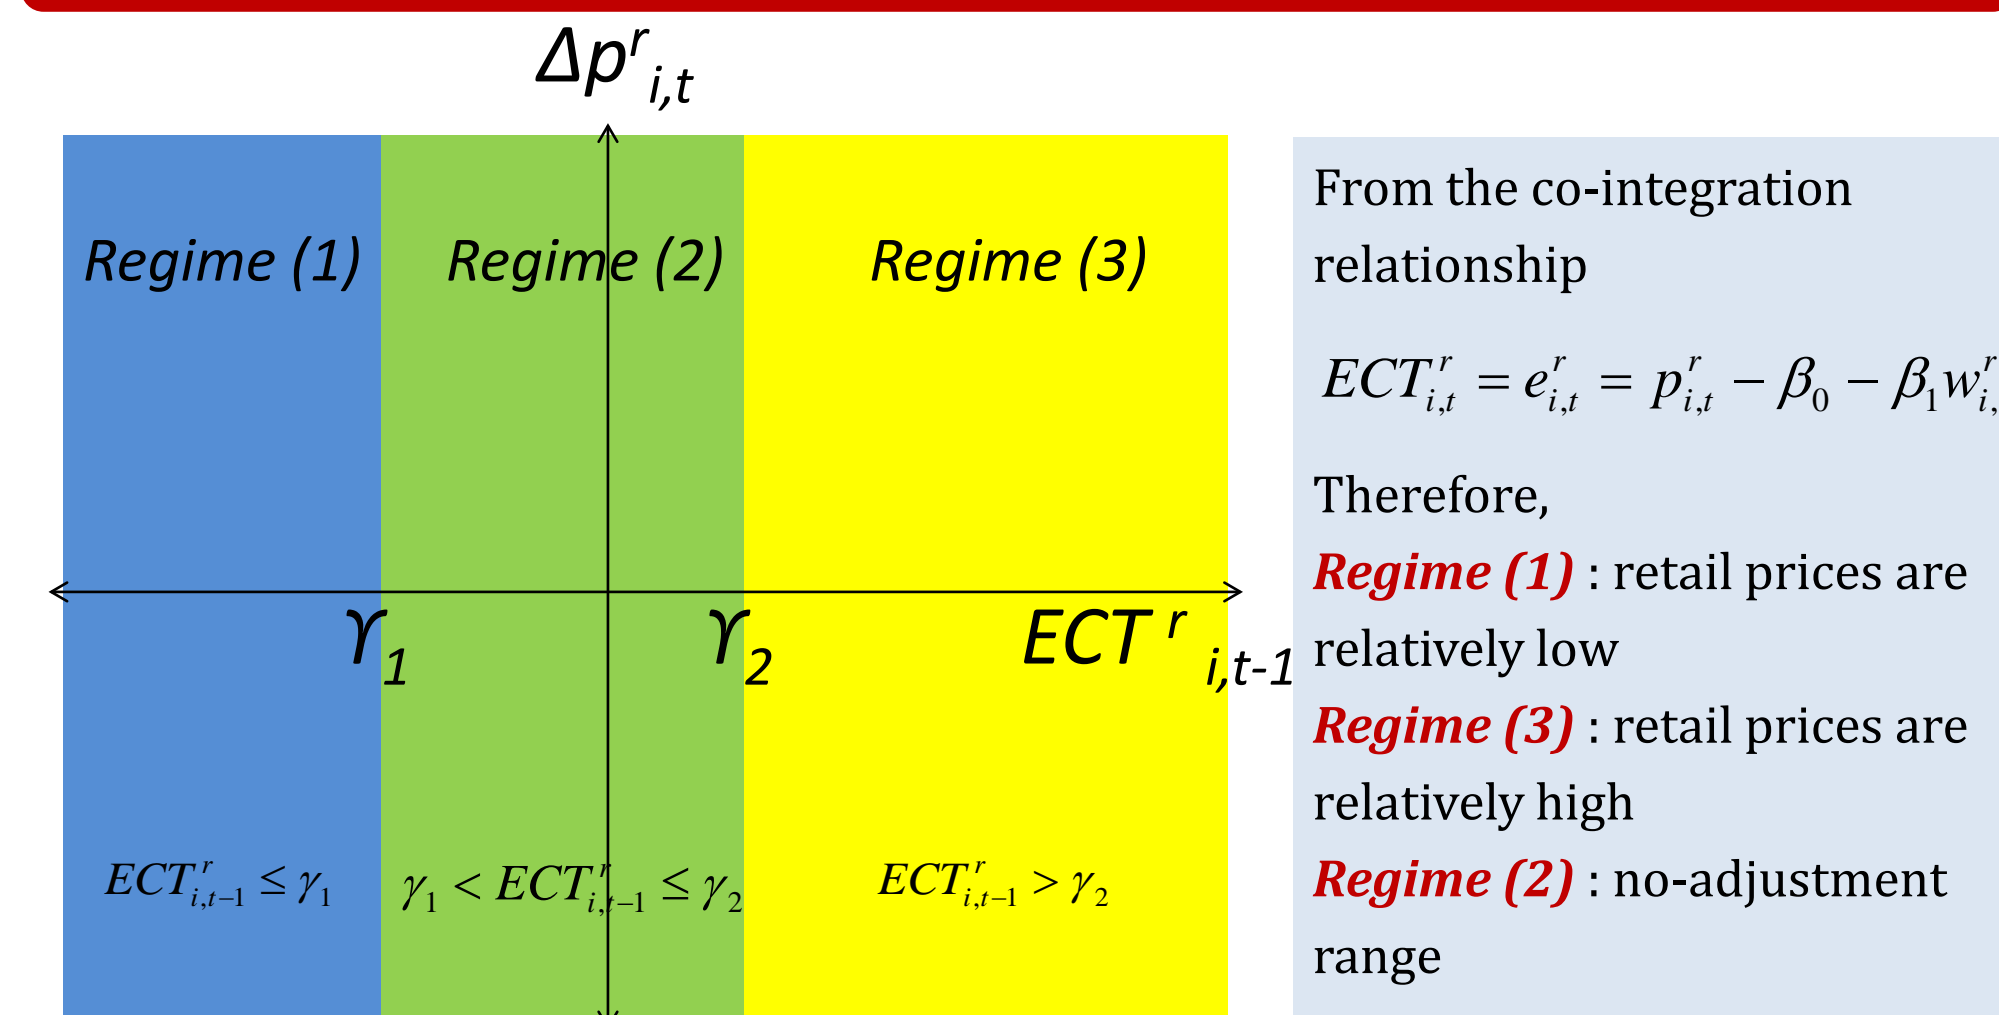 Δp^r_{i,t}
Regime (1) Regime (2) Regime (3)
ϒ_1 ϒ_2 ECT^r_{i,t-1}
ECT^r_{i,t−1} ≤ γ_1 γ_1 < ECT^r_{i,t−1} ≤ γ_2 ECT^r_{i,t−1} > γ_2
From the co-integration
relationship
ECT^r_{i,t} = e^r_{i,t} = p^r_{i,t} − β_0 − β_1 w^r_{i,
Therefore,
Regime (1) : retail prices are
relatively low
Regime (3) : retail prices are
relatively high
Regime (2) : no-adjustment
range